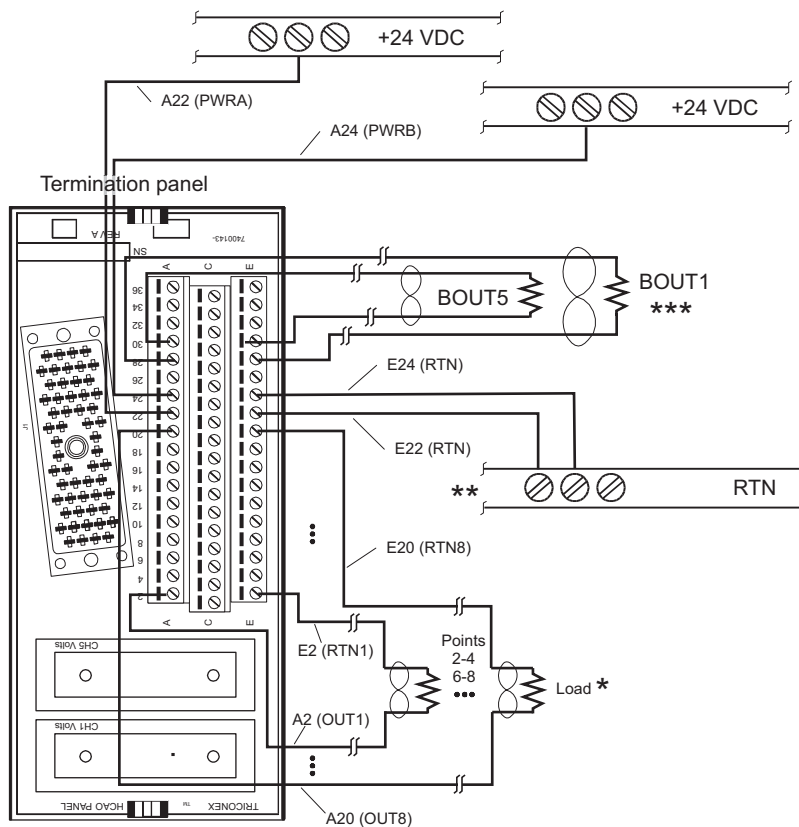 +24 VDC
A22 (PWRA)
+24 VDC
A24 (PWRB)
Termination panel
REV A
7400143-
SN
A C E
36
34
32
30
28
26
24
22
20
18
16
14
12
10
8
6
4
2
J1
BOUT5
BOUT1
***
E24 (RTN)
E22 (RTN)
**
RTN
E20 (RTN8)
A C E
E2 (RTN1)
Points
2-4
6-8
Load *
CH5 Volts
A2 (OUT1)
CH1 Volts
TRICONEX ™ HCAO PANEL
A20 (OUT8)